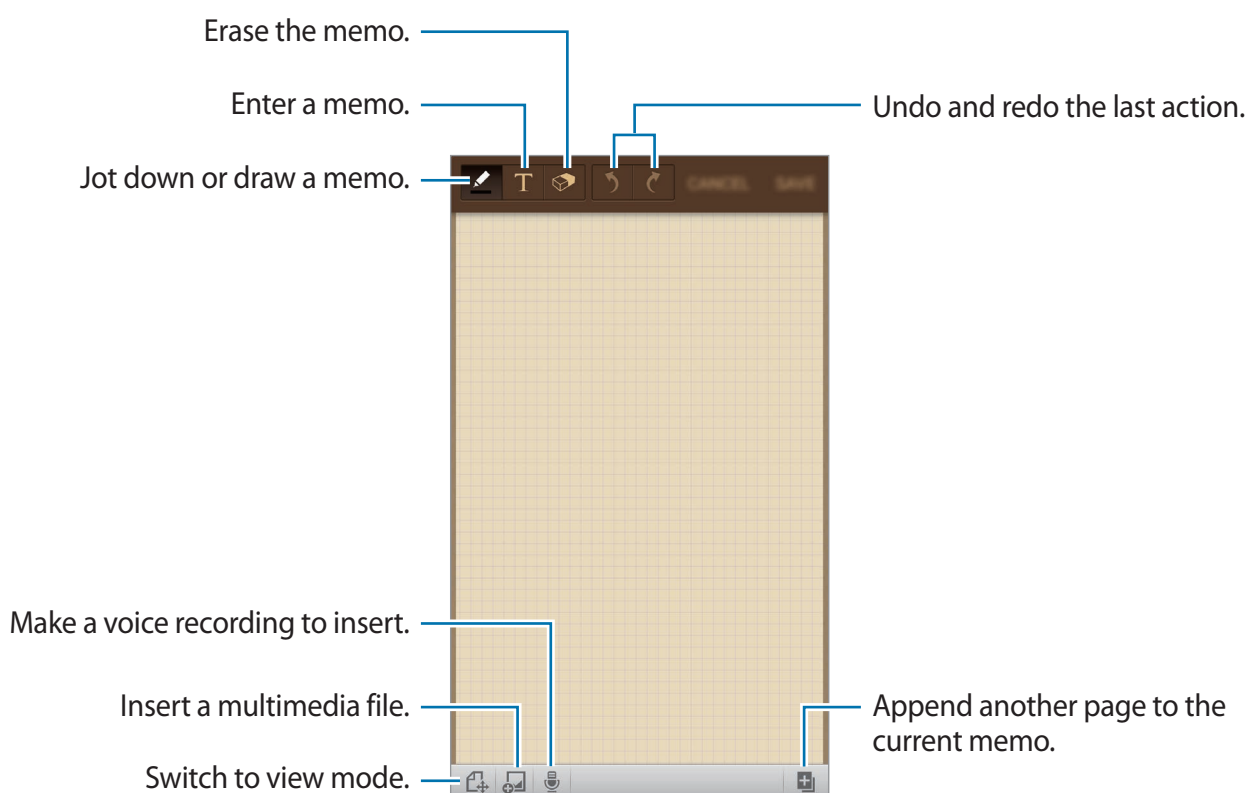 Erase the memo.
Enter a memo.
Undo and redo the last action.
Jot down or draw a memo.
T
CANCEL SAVE
Make a voice recording to insert.
Insert a multimedia file.
Append another page to the
current memo.
Switch to view mode.